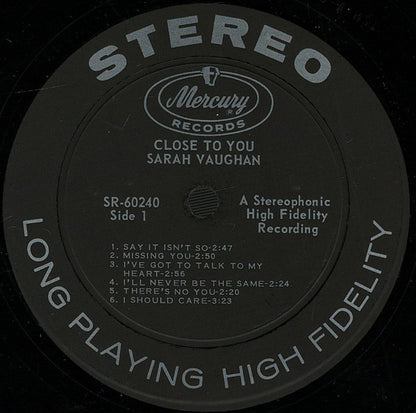 STEREO
Mercury
®
RECORDS
CLOSE TO YOU
SARAH VAUGHAN
SR-60240
Side 1
A Stereophonic
High Fidelity
Recording
1. SAY IT ISN'T SO-2:47
2. MISSING YOU-2:50
3. I'VE GOT TO TALK TO MY
HEART-2:56
4. I'LL NEVER BE THE SAME-2:24
5. THERE'S NO YOU-2:20
6. I SHOULD CARE-3:23
LONG PLAYING HIGH FIDELITY